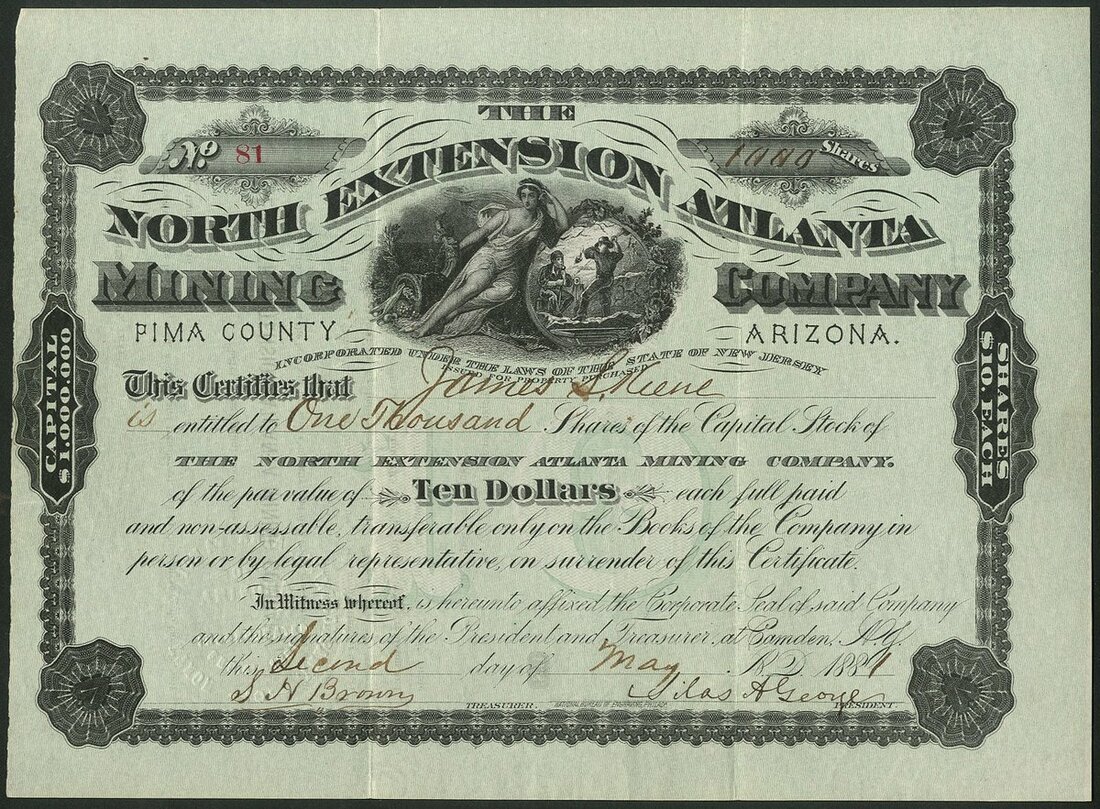 THE
No. 81
1000 Shares
NORTH EXTENSION ATLANTA
MINING COMPANY
PIMA COUNTY ARIZONA.
INCORPORATED UNDER THE LAWS OF THE STATE OF NEW JERSEY
ISSUED FOR PROPERTY PURCHASED
This Certifies that James R. Keene
is entitled to One Thousand Shares of the Capital Stock of
THE NORTH EXTENSION ATLANTA MINING COMPANY.
of the par value of Ten Dollars each full paid
and non-assessable, transferable only on the Books of the Company in
person or by legal representative, on surrender of this Certificate.
In Witness whereof, is hereunto affixed the Corporate Seal of said Company
and the signatures of the President and Treasurer, at Camden, N.J.
this Second day of May A.D. 1881
S H Brown TREASURER. Silas A George PRESIDENT.
NATIONAL BUREAU OF ENGRAVING, PHILA.
CAPITAL
$1.000.000
SHARES
$10. EACH